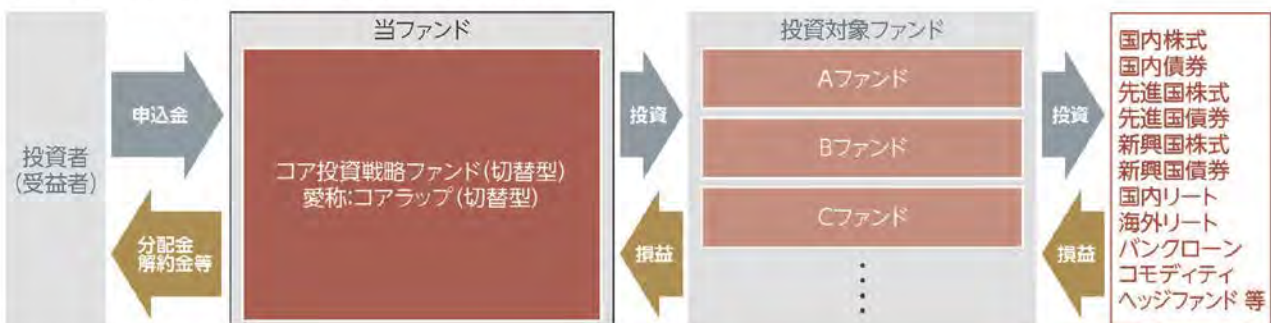 投資者
(受益者)
申込金
分配金
解約金等
当ファンド
コア投資戦略ファンド(切替型)
愛称:コアラップ(切替型)
投資
損益
投資対象ファンド
Aファンド
Bファンド
Cファンド
投資
損益
国内株式
国内債券
先進国株式
先進国債券
新興国株式
新興国債券
国内リート
海外リート
バンクローン
コモディティ
ヘッジファンド 等